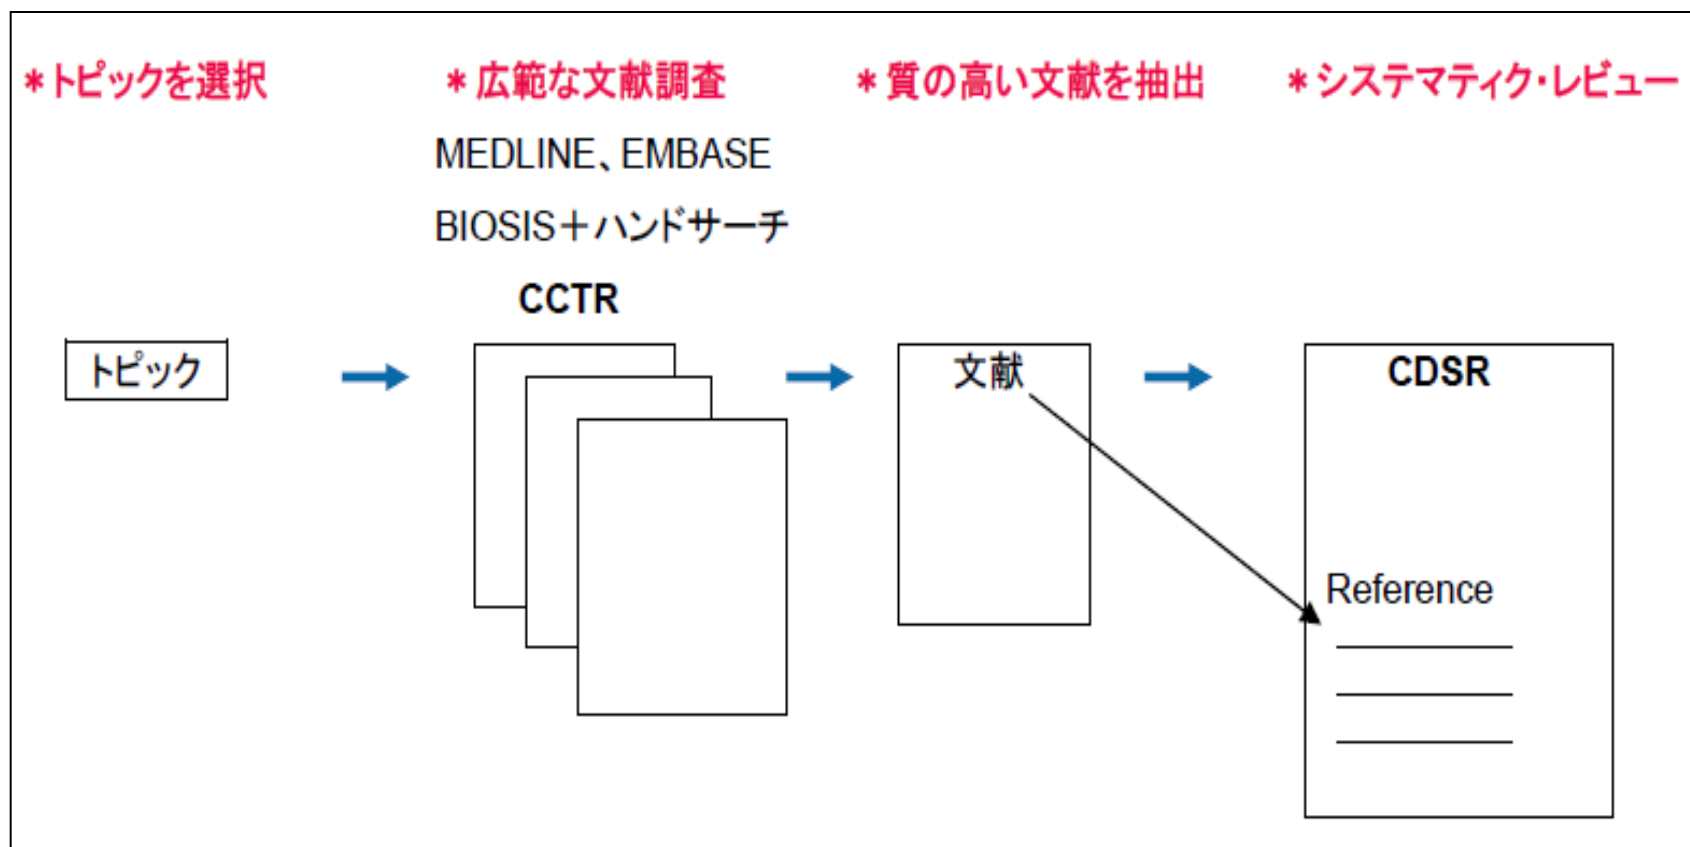 ＊トピックを選択
＊広範な文献調査
＊質の高い文献を抽出
＊システマティク・レビュー
MEDLINE、EMBASE
BIOSIS＋ハンドサーチ
CCTR
トピック
文献
CDSR
Reference